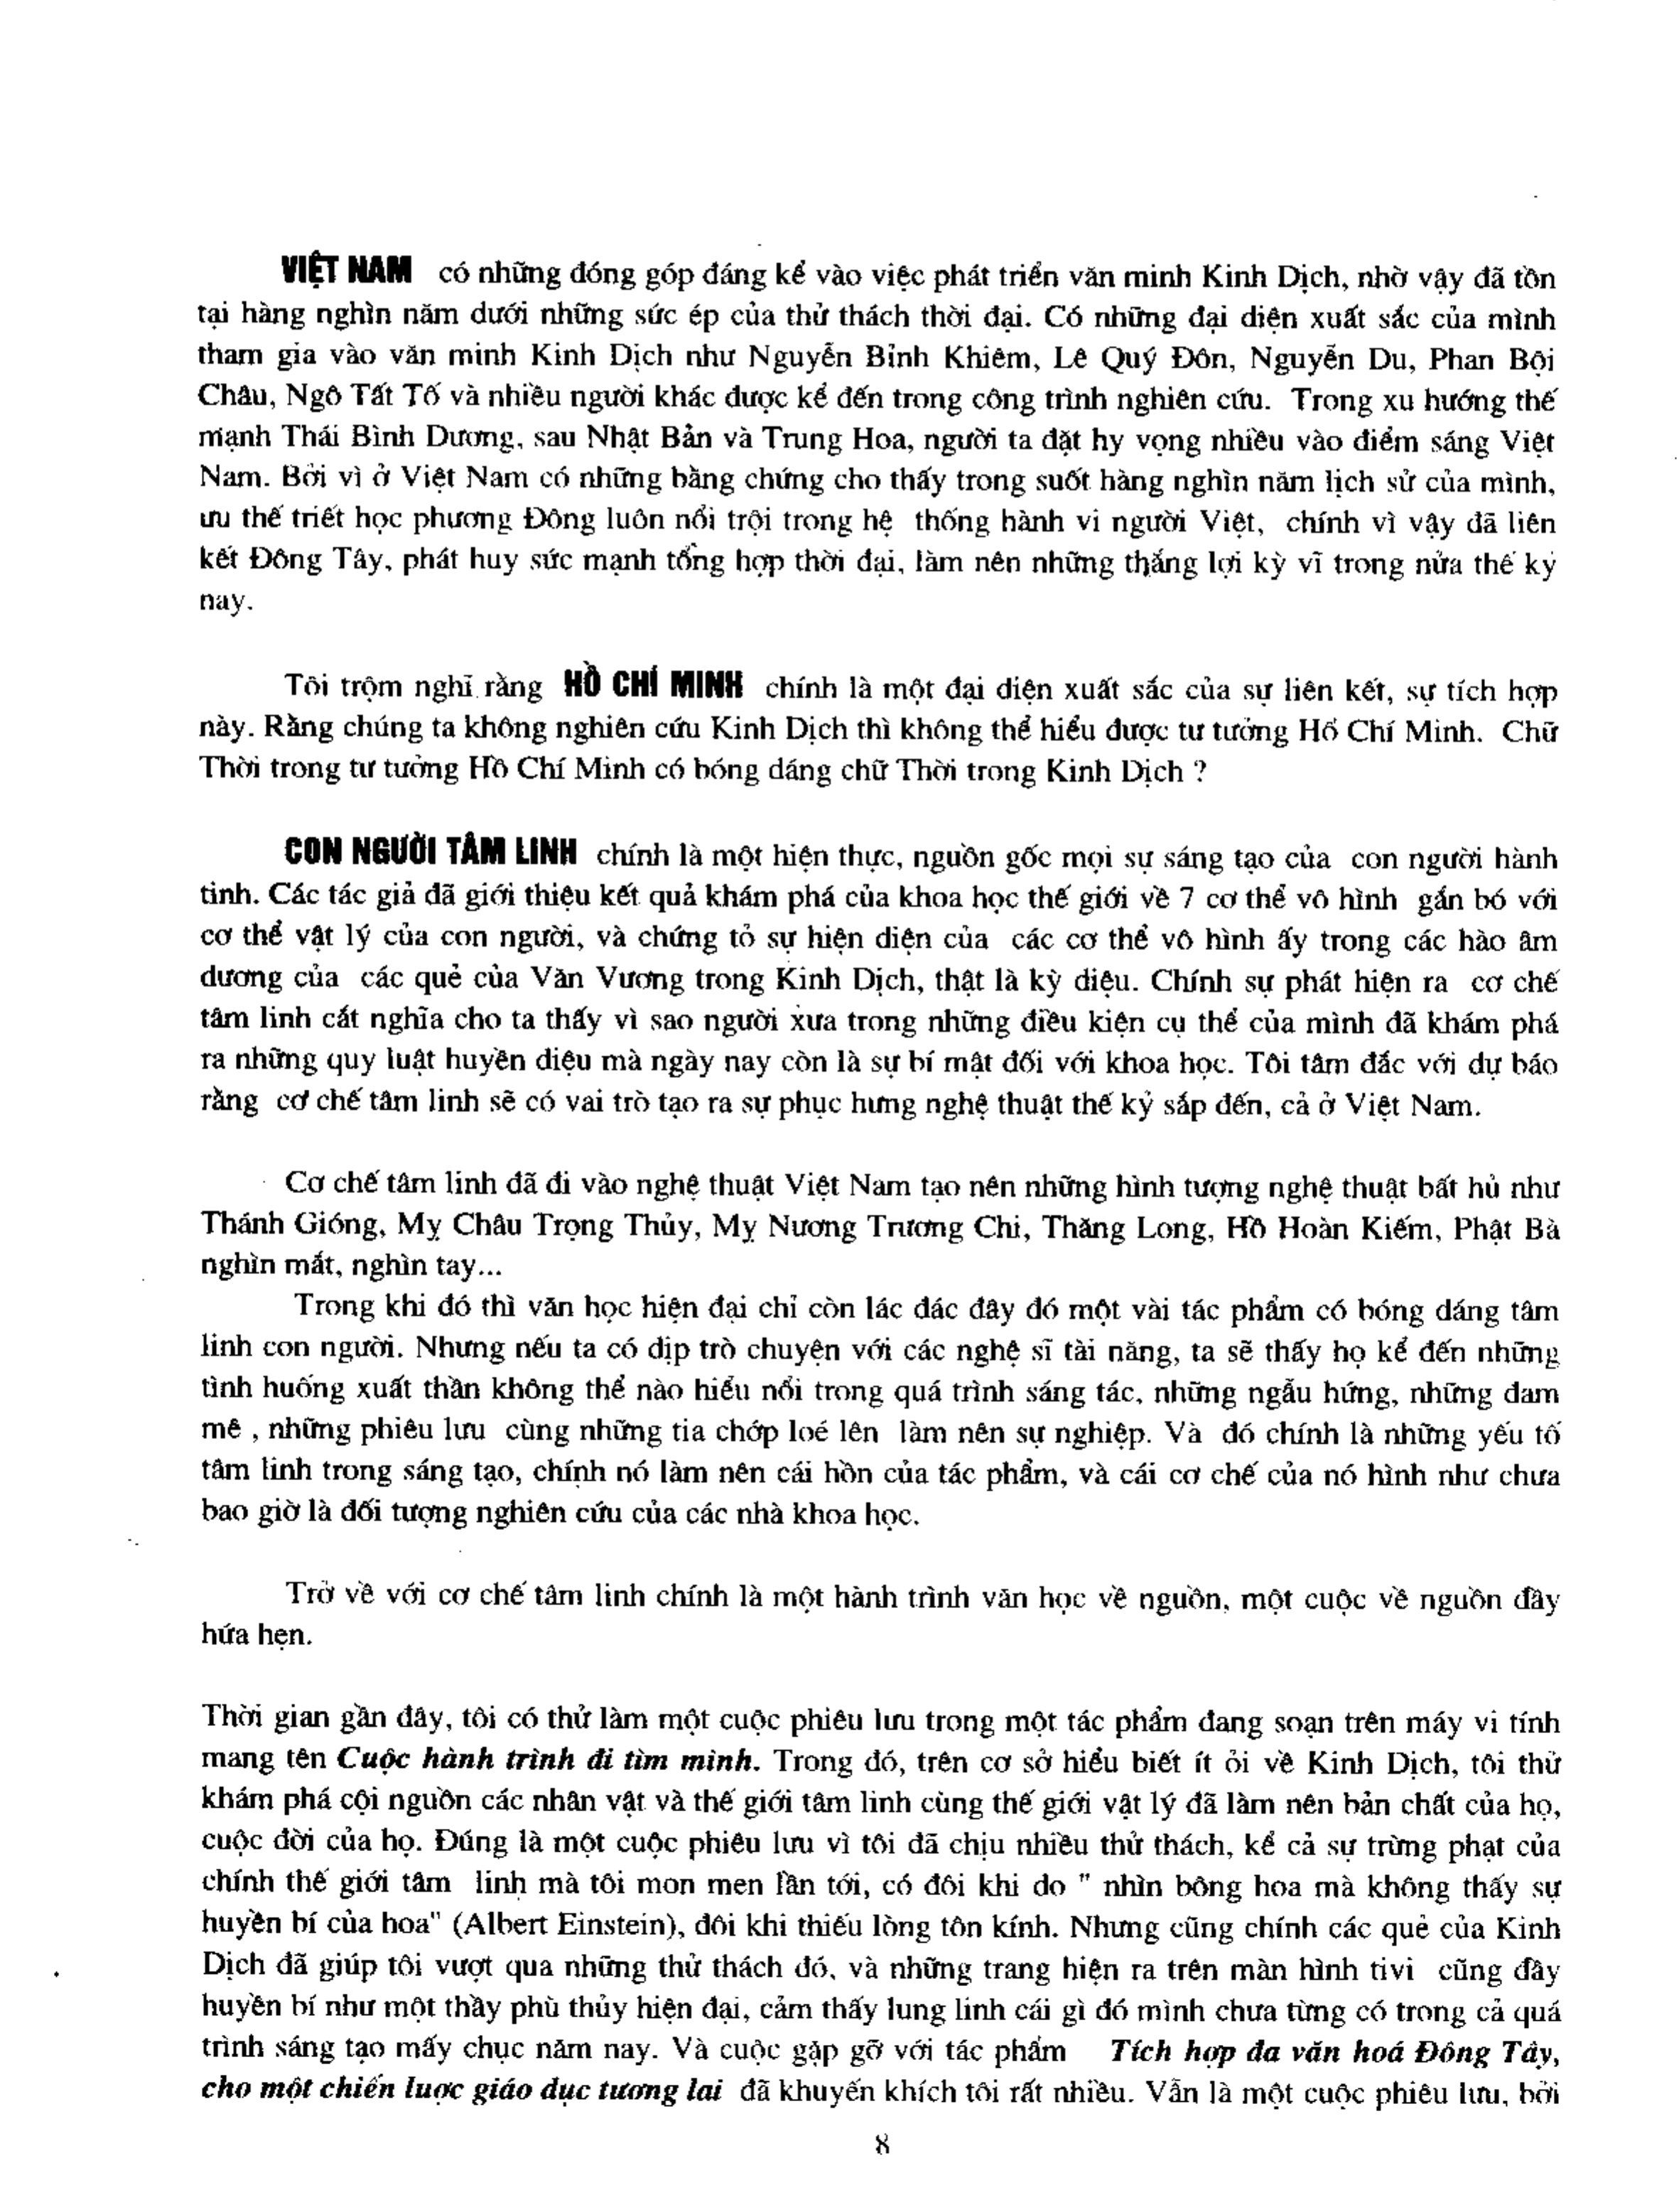 VIỆT NAM có những đóng góp đáng kể vào việc phát triển văn minh Kinh Dịch, nhờ vậy đã tồn
tại hàng nghìn năm dưới những sức ép của thử thách thời đại. Có những đại diện xuất sắc của mình
tham gia vào văn minh Kinh Dịch như Nguyễn Bỉnh Khiêm, Lê Quý Đôn, Nguyễn Du, Phan Bội
Châu, Ngô Tất Tố và nhiều người khác được kể đến trong công trình nghiên cứu. Trong xu hướng thế
mạnh Thái Bình Dương, sau Nhật Bản và Trung Hoa, người ta đặt hy vọng nhiều vào điểm sáng Việt
Nam. Bởi vì ở Việt Nam có những bằng chứng cho thấy trong suốt hàng nghìn năm lịch sử của mình,
ưu thế triết học phương Đông luôn nổi trội trong hệ thống hành vi người Việt, chính vì vậy đã liên
kết Đông Tây, phát huy sức mạnh tổng hợp thời đại, làm nên những thắng lợi kỳ vĩ trong nửa thế kỷ
nay.
Tôi trộm nghĩ rằng HỒ CHÍ MINH chính là một đại diện xuất sắc của sự liên kết, sự tích hợp
này. Rằng chúng ta không nghiên cứu Kinh Dịch thì không thể hiểu được tư tưởng Hồ Chí Minh. Chữ
Thời trong tư tưởng Hồ Chí Minh có bóng dáng chữ Thời trong Kinh Dịch ?
CON NGƯỜI TÂM LINH chính là một hiện thực, nguồn gốc mọi sự sáng tạo của con người hành
tinh. Các tác giả đã giới thiệu kết quả khám phá của khoa học thế giới về 7 cơ thể vô hình gắn bó với
cơ thể vật lý của con người, và chứng tỏ sự hiện diện của các cơ thể vô hình ấy trong các hào âm
dương của các quẻ của Văn Vương trong Kinh Dịch, thật là kỳ diệu. Chính sự phát hiện ra cơ chế
tâm linh cắt nghĩa cho ta thấy vì sao người xưa trong những điều kiện cụ thể của mình đã khám phá
ra những quy luật huyền diệu mà ngày nay còn là sự bí mật đối với khoa học. Tôi tâm đắc với dự báo
rằng cơ chế tâm linh sẽ có vai trò tạo ra sự phục hưng nghệ thuật thế kỷ sắp đến, cả ở Việt Nam.
Cơ chế tâm linh đã đi vào nghệ thuật Việt Nam tạo nên những hình tượng nghệ thuật bất hủ như
Thánh Gióng, Mỵ Châu Trọng Thủy, Mỵ Nương Trương Chi, Thăng Long, Hồ Hoàn Kiếm, Phật Bà
nghìn mắt, nghìn tay...
Trong khi đó thì văn học hiện đại chỉ còn lác đác đây đó một vài tác phẩm có bóng dáng tâm
linh con người. Nhưng nếu ta có dịp trò chuyện với các nghệ sĩ tài năng, ta sẽ thấy họ kể đến những
tình huống xuất thần không thể nào hiểu nổi trong quá trình sáng tác, những ngẫu hứng, những đam
mê , những phiêu lưu cùng những tia chớp loé lên làm nên sự nghiệp. Và đó chính là những yếu tố
tâm linh trong sáng tạo, chính nó làm nên cái hồn của tác phẩm, và cái cơ chế của nó hình như chưa
bao giờ là đối tượng nghiên cứu của các nhà khoa học.
Trở về với cơ chế tâm linh chính là một hành trình văn học về nguồn, một cuộc về nguồn đầy
hứa hẹn.
Thời gian gần đây, tôi có thử làm một cuộc phiêu lưu trong một tác phẩm đang soạn trên máy vi tính
mang tên Cuộc hành trình đi tìm mình. Trong đó, trên cơ sở hiểu biết ít ỏi về Kinh Dịch, tôi thử
khám phá cội nguồn các nhân vật và thế giới tâm linh cùng thế giới vật lý đã làm nên bản chất của họ,
cuộc đời của họ. Đúng là một cuộc phiêu lưu vì tôi đã chịu nhiều thử thách, kể cả sự trừng phạt của
chính thế giới tâm linh mà tôi mon men lần tới, có đôi khi do " nhìn bông hoa mà không thấy sự
huyền bí của hoa" (Albert Einstein), đôi khi thiếu lòng tôn kính. Nhưng cũng chính các quẻ của Kinh
Dịch đã giúp tôi vượt qua những thử thách đó, và những trang hiện ra trên màn hình tivi cũng đầy
huyền bí như một thầy phù thủy hiện đại, cảm thấy lung linh cái gì đó mình chưa từng có trong cả quá
trình sáng tạo mấy chục năm nay. Và cuộc gặp gỡ với tác phẩm Tích hợp đa văn hoá Đông Tây,
cho một chiến lược giáo dục tương lai đã khuyến khích tôi rất nhiều. Vẫn là một cuộc phiêu lưu, bởi
8